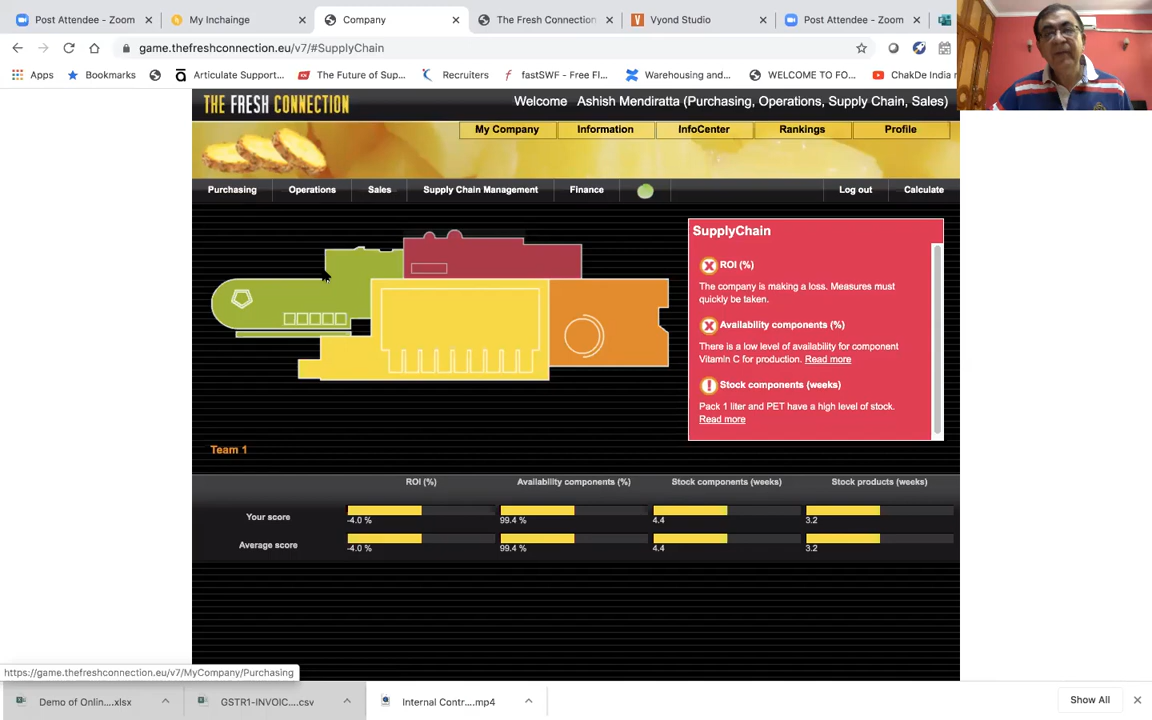 Post Attendee - Zoom
My Inchainge
Company
The Fresh Connection
Vyond Studio
Post Attendee - Zoom
game.thefreshconnection.eu/v7/#SupplyChain
Apps
Bookmarks
Articulate Support...
The Future of Sup...
Recruiters
fastSWF - Free Fl...
Warehousing and...
WELCOME TO FO...
ChakDe India r
THE FRESH CONNECTION
Welcome Ashish Mendiratta (Purchasing, Operations, Supply Chain, Sales)
My Company
Information
InfoCenter
Rankings
Profile
Purchasing
Operations
Sales
Supply Chain Management
Finance
Log out
Calculate
SupplyChain
ROI (%)
The company is making a loss. Measures must
quickly be taken.
Availability components (%)
There is a low level of availability for component
Vitamin C for production. Read more
Stock components (weeks)
Pack 1 liter and PET have a high level of stock.
Read more
Team 1
ROI (%)
Availability components (%)
Stock components (weeks)
Stock products (weeks)
Your score
-4.0 %
99.4 %
4.4
3.2
Average score
-4.0 %
99.4 %
4.4
3.2
https://game.thefreshconnection.eu/v7/MyCompany/Purchasing
Demo of Onlin....xlsx
GSTR1-INVOIC....csv
Internal Contr....mp4
Show All